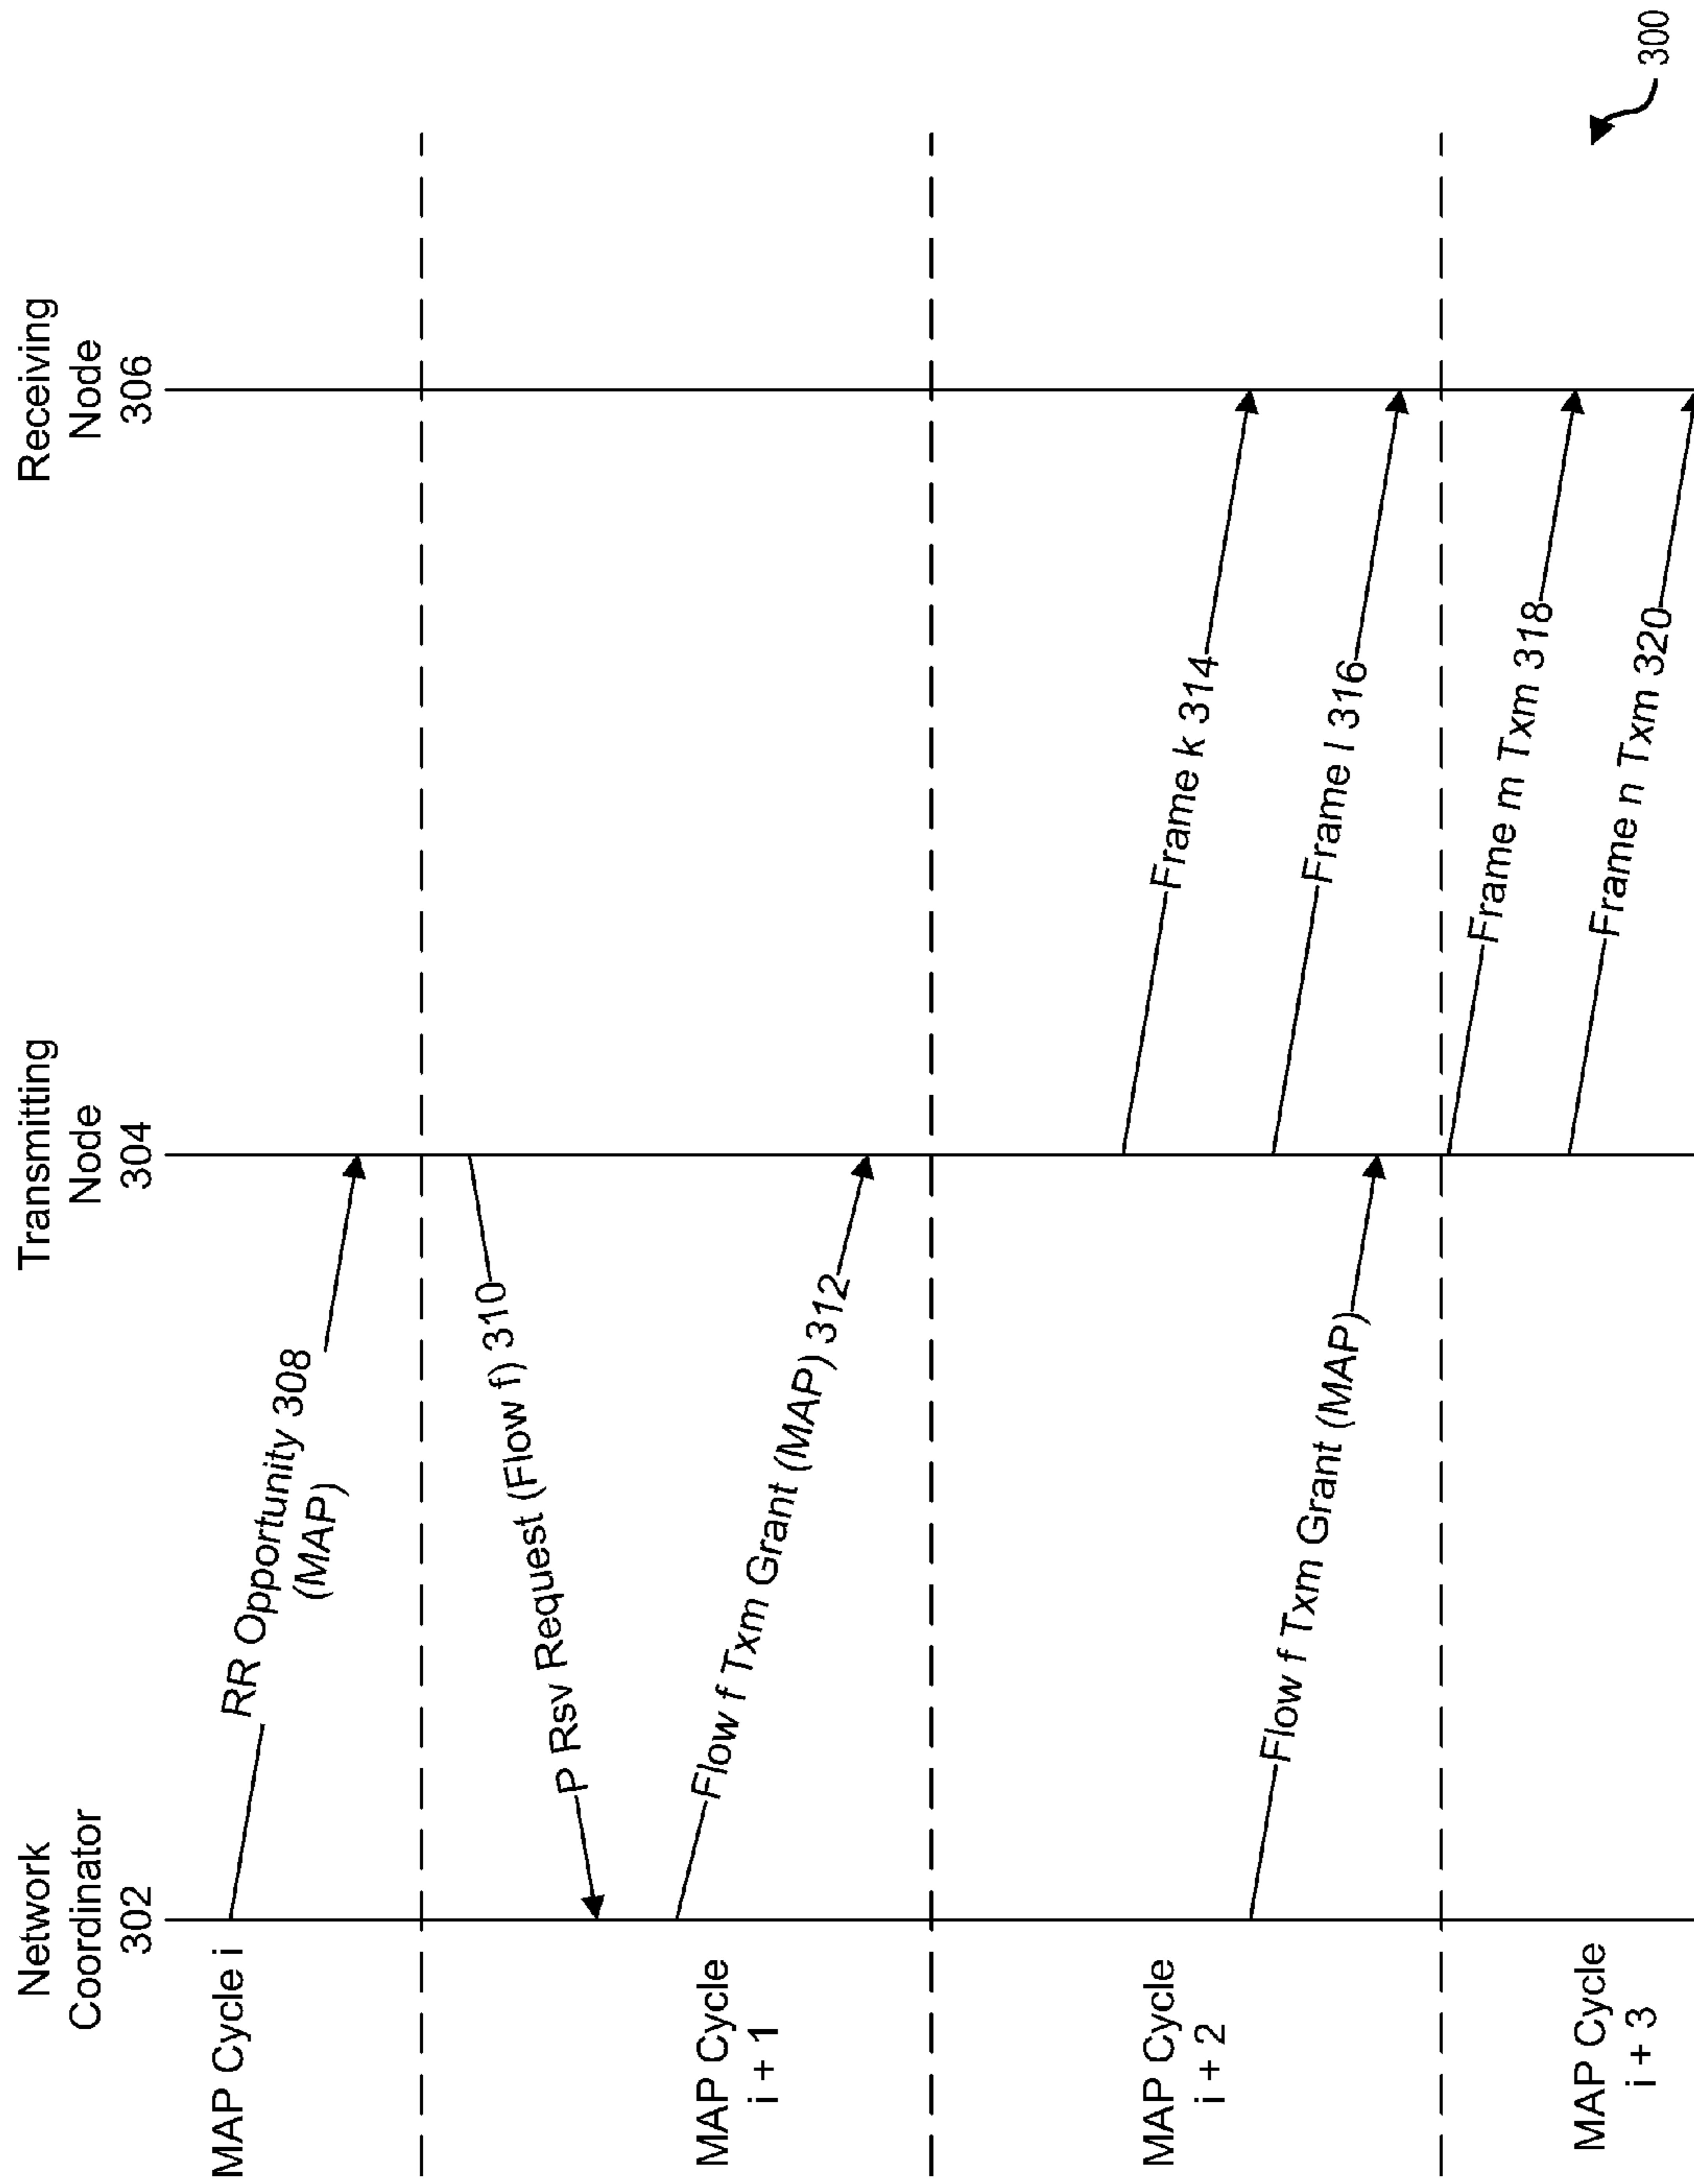 Network
Coordinator
302
Transmitting
Node
304
Receiving
Node
306
MAP Cycle i
RR Opportunity 308
(MAP)
MAP Cycle
i + 1
P Rsv Request (Flow f) 310
Flow f Txm Grant (MAP) 312
MAP Cycle
i + 2
Frame k 314
Frame l 316
Flow f Txm Grant (MAP)
MAP Cycle
i + 3
Frame m Txm 318
Frame n Txm 320
300